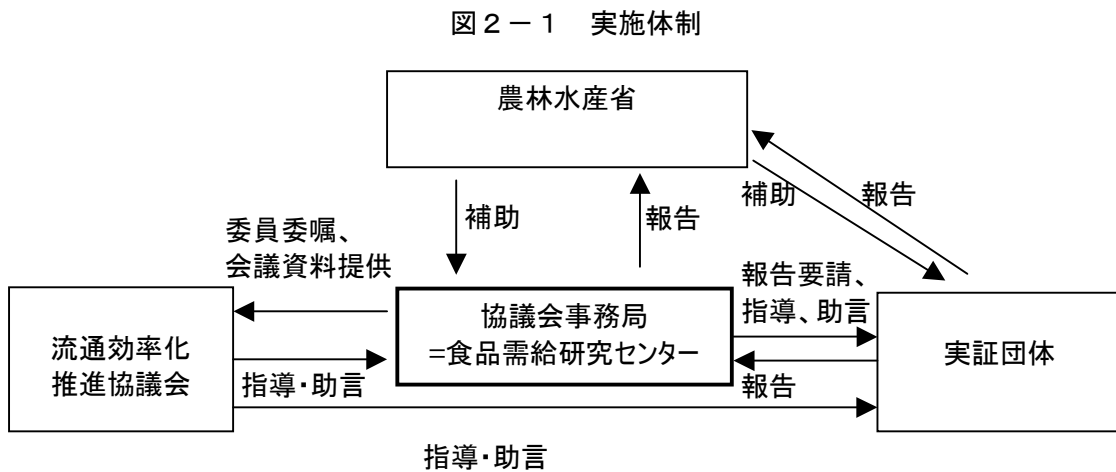 図2-1 実施体制
農林水産省
補助
報告
補助
報告
委員委嘱、
会議資料提供
報告要請、
指導、助言
流通効率化
推進協議会
協議会事務局
=食品需給研究センター
実証団体
指導・助言
報告
指導・助言